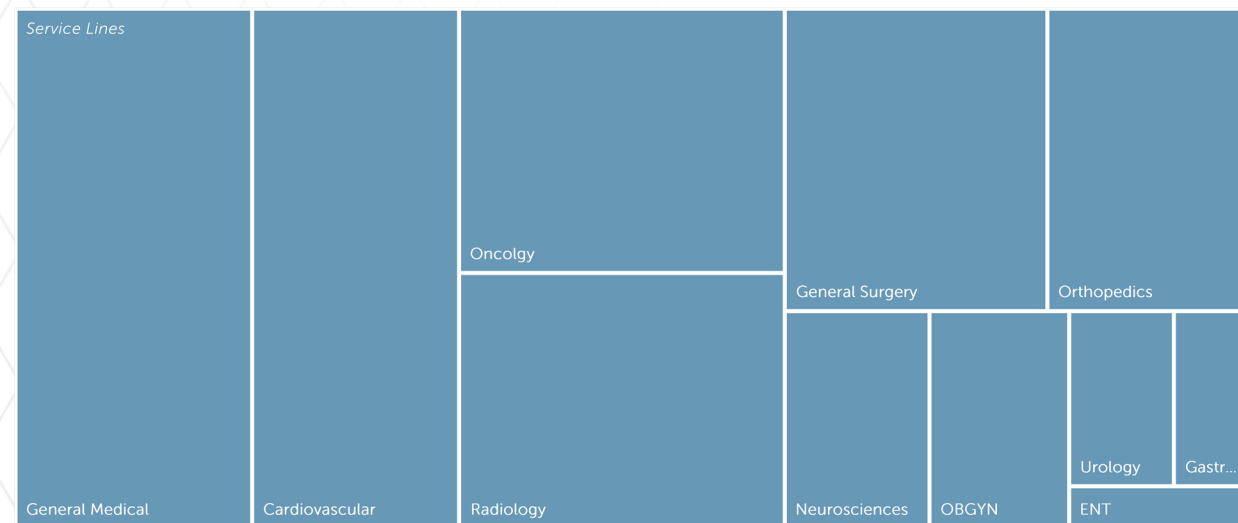 Service Lines
Oncolgy
General Surgery
Orthopedics
Urology
Gastr...
General Medical
Cardiovascular
Radiology
Neurosciences
OBGYN
ENT